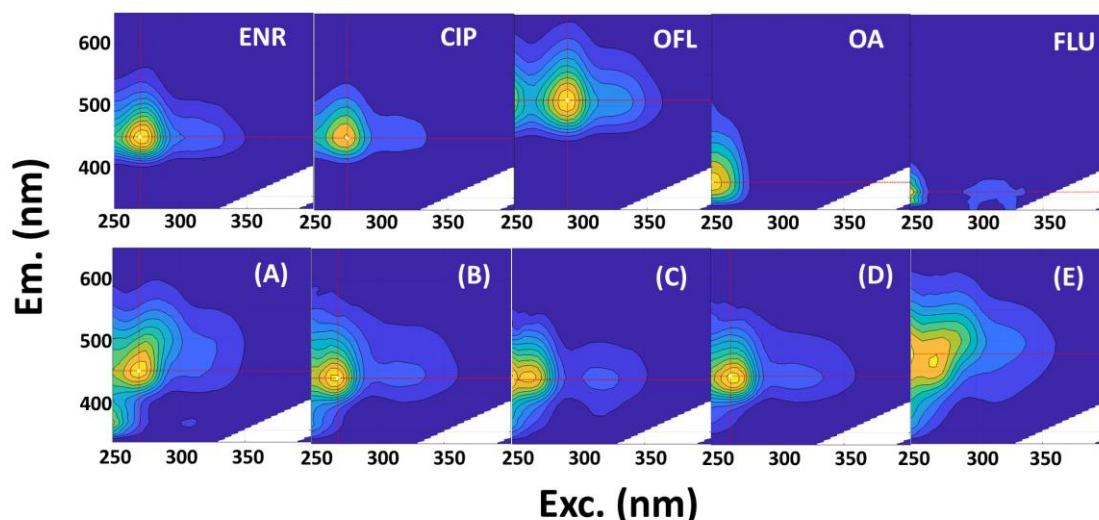 ENR CIP OFL OA FLU
600
500
400
250 300 350 250 300 350 250 300 350 250 300 350 250 300 350
Em. (nm)
(A) (B) (C) (D) (E)
600
500
400
250 300 350 250 300 350 250 300 350 250 300 350 250 300 350
Exc. (nm)